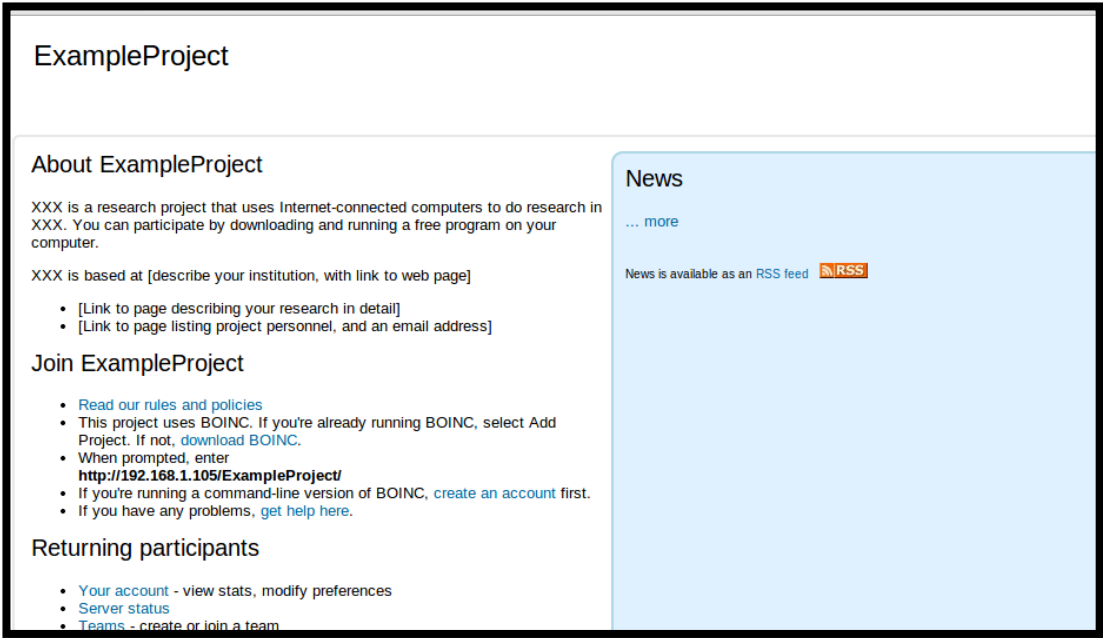 ExampleProject
About ExampleProject
XXX is a research project that uses Internet-connected computers to do research in
XXX. You can participate by downloading and running a free program on your
computer.
XXX is based at [describe your institution, with link to web page]
• [Link to page describing your research in detail]
• [Link to page listing project personnel, and an email address]
Join ExampleProject
• Read our rules and policies
• This project uses BOINC. If you're already running BOINC, select Add
Project. If not, download BOINC.
• When prompted, enter
http://192.168.1.105/ExampleProject/
• If you're running a command-line version of BOINC, create an account first.
• If you have any problems, get help here.
Returning participants
• Your account - view stats, modify preferences
• Server status
• Teams - create or join a team
News
... more
News is available as an RSS feed RSS